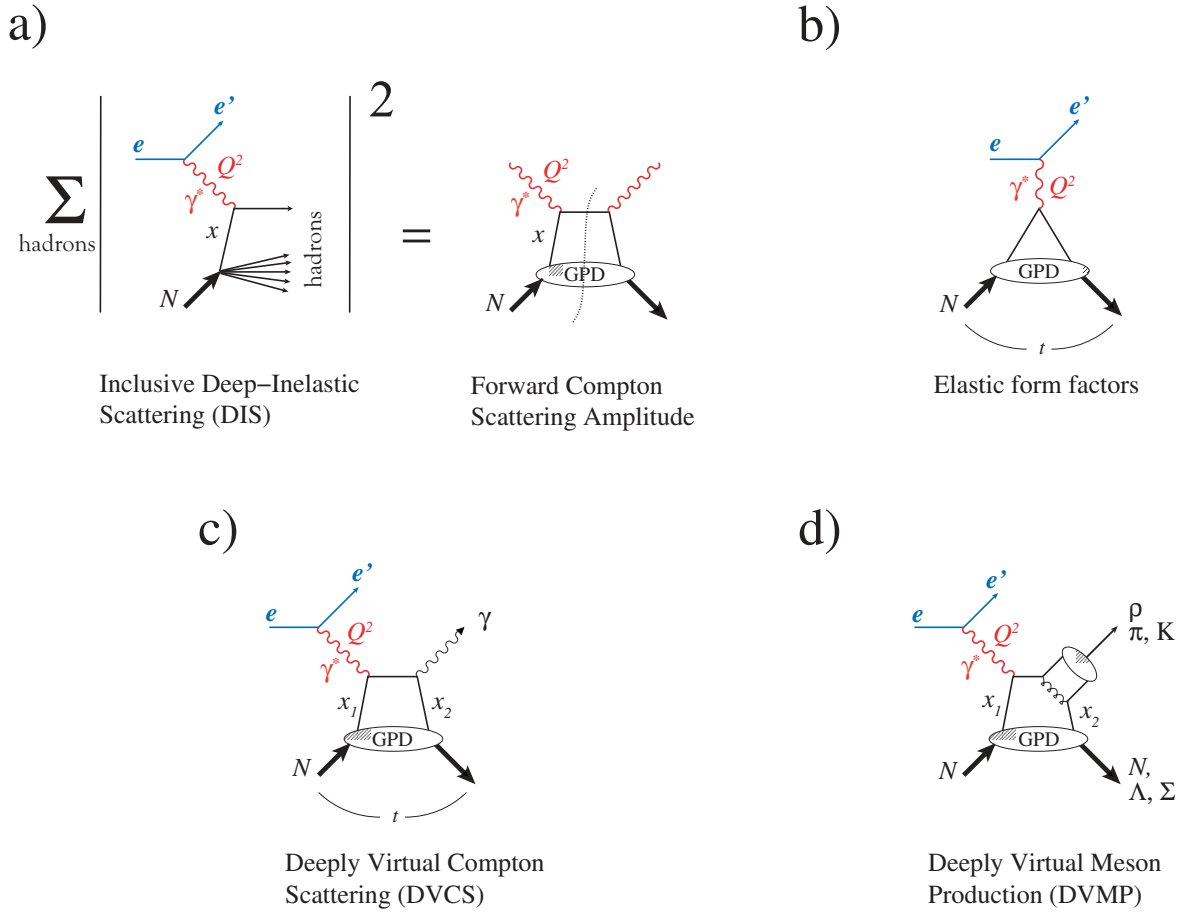 a)
b)
2
e'
e
Q²
γ*
x
N
Σ
hadrons
hadrons
=
Q²
γ*
x
GPD
N
e'
e
γ*
Q²
GPD
N
t
Inclusive Deep–Inelastic
Scattering (DIS)
Forward Compton
Scattering Amplitude
Elastic form factors
c)
d)
e'
e
Q²
γ*
γ
x₁
x₂
GPD
N
t
e'
e
Q²
γ*
ρ
π, K
x₁
x₂
GPD
N
N,
Λ, Σ
Deeply Virtual Compton
Scattering (DVCS)
Deeply Virtual Meson
Production (DVMP)